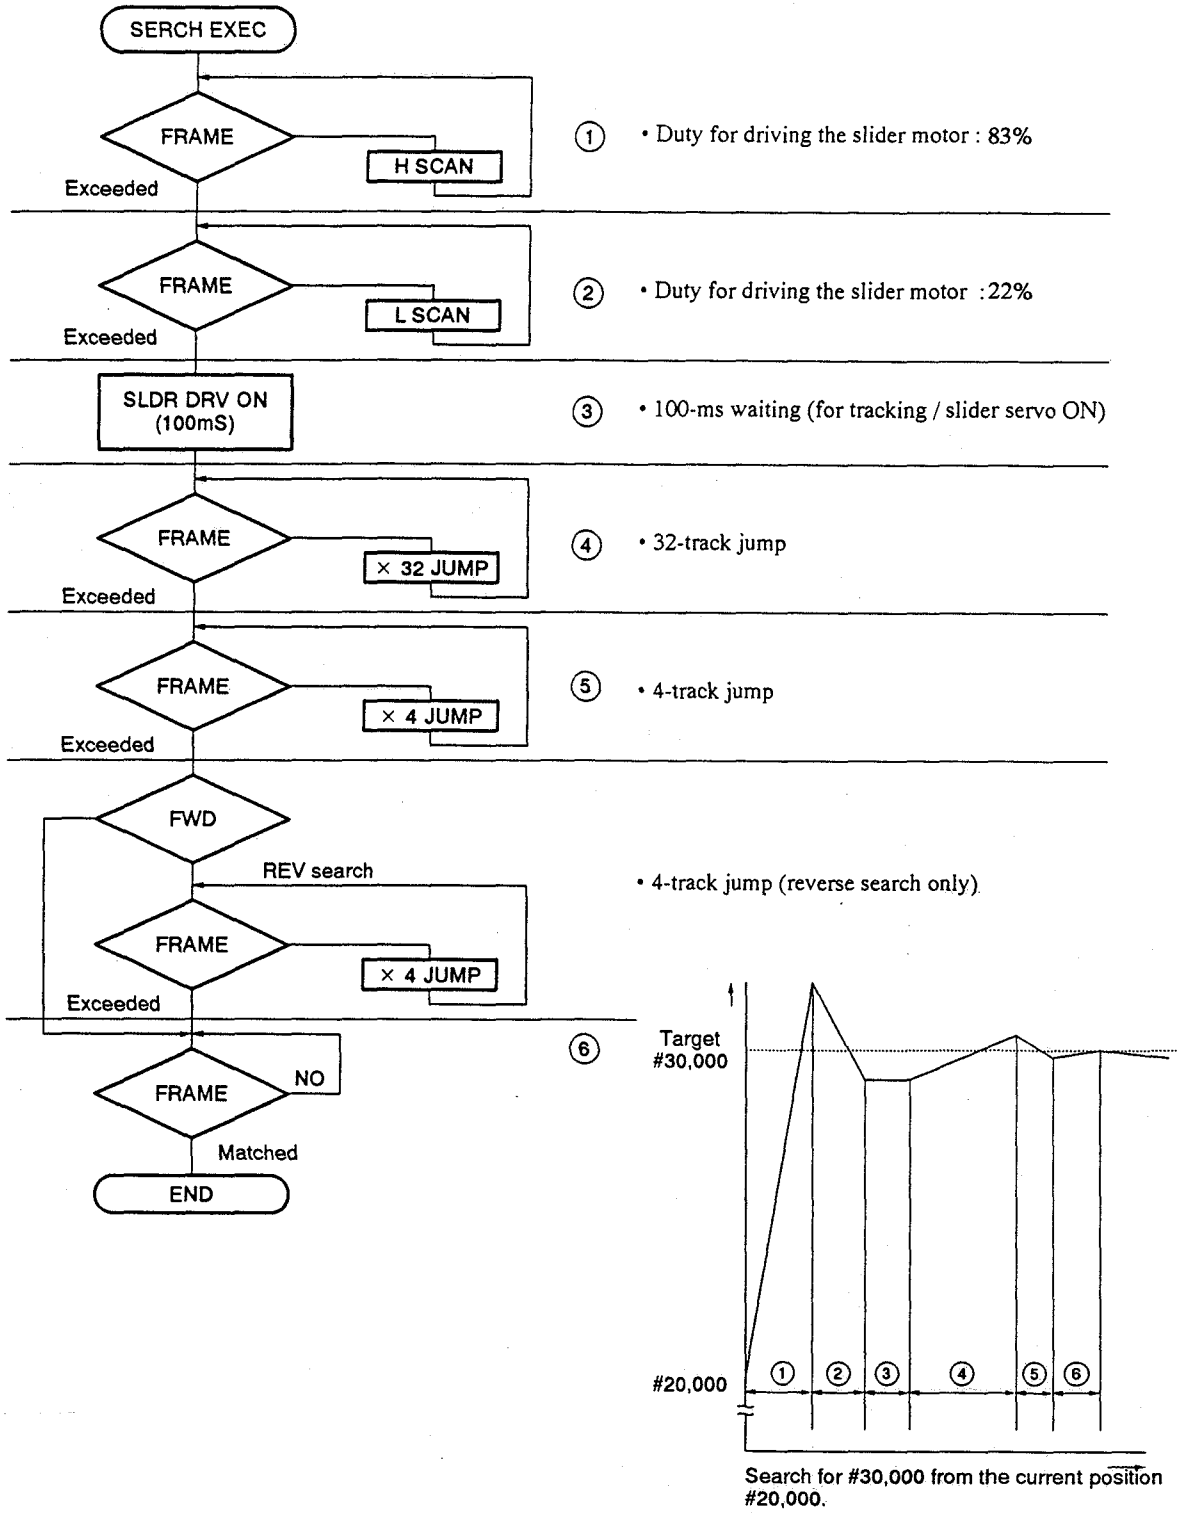 SERCH EXEC
FRAME
① • Duty for driving the slider motor : 83%
H SCAN
Exceeded
FRAME
② • Duty for driving the slider motor : 22%
L SCAN
Exceeded
SLDR DRV ON
(100mS)
③ • 100-ms waiting (for tracking / slider servo ON)
FRAME
④ • 32-track jump
× 32 JUMP
Exceeded
FRAME
⑤ • 4-track jump
× 4 JUMP
Exceeded
FWD
REV search
• 4-track jump (reverse search only)
FRAME
× 4 JUMP
Exceeded
⑥
FRAME
NO
Matched
END
Target
#30,000
① ② ③ ④ ⑤ ⑥
#20,000
Search for #30,000 from the current position
#20,000.